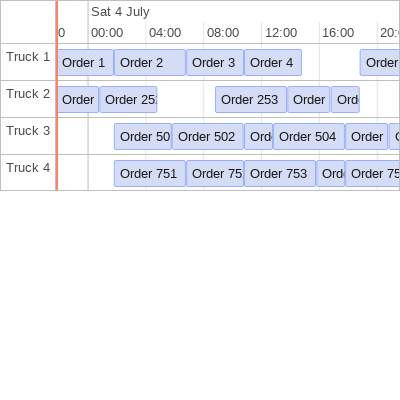 Sat 4 July
0 00:00 04:00 08:00 12:00 16:00 20:
Truck 1 Order 1 Order 2 Order 3 Order 4 Order
Truck 2 Order Order 25 Order 253 Order Ord
Truck 3 Order 50 Order 502 Ord Order 504 Order
Truck 4 Order 751 Order 75 Order 753 Ord Order 75